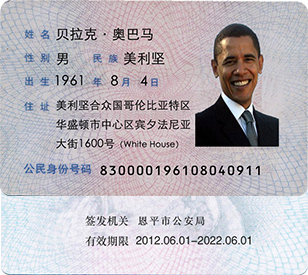 姓名 贝拉克·奥巴马
性别 男 民族 美利坚
出生 1961 年 8 月 4 日
住址 美利坚合众国哥伦比亚特区
华盛顿市中心区宾夕法尼亚
大街1600号（White House）
公民身份号码 830000196108040911
签发机关 恩平市公安局
有效期限 2012.06.01-2022.06.01